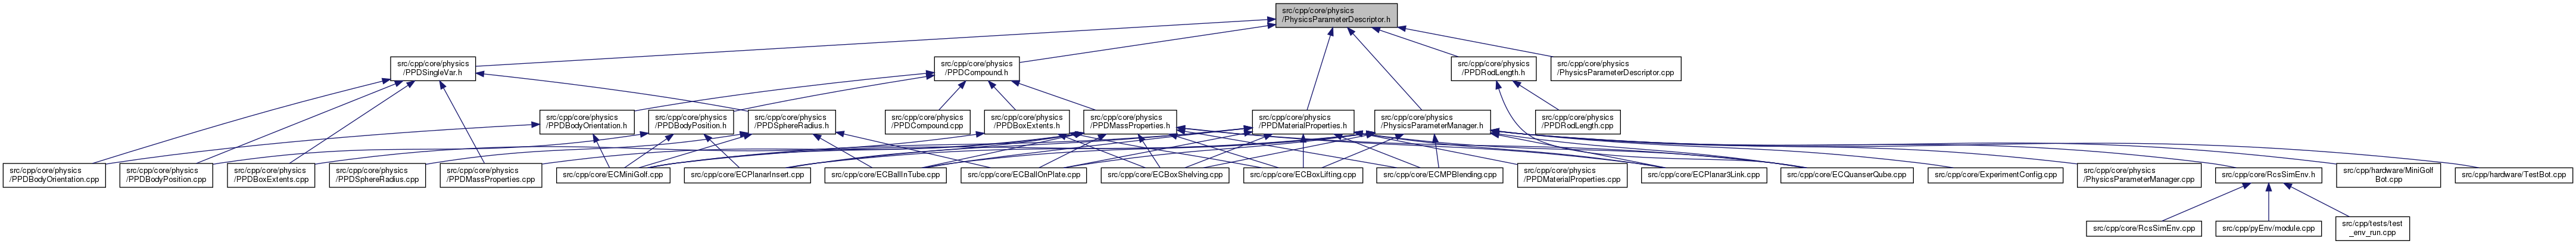 src/cpp/core/physics
/PhysicsParameterDescriptor.h
src/cpp/core/physics
/PPDSingleVar.h
src/cpp/core/physics
/PPDCompound.h
src/cpp/core/physics
/PPDRodLength.h
src/cpp/core/physics
/PhysicsParameterDescriptor.cpp
src/cpp/core/physics
/PPDBodyOrientation.h
src/cpp/core/physics
/PPDBodyPosition.h
src/cpp/core/physics
/PPDSphereRadius.h
src/cpp/core/physics
/PPDCompound.cpp
src/cpp/core/physics
/PPDBoxExtents.h
src/cpp/core/physics
/PPDMassProperties.h
src/cpp/core/physics
/PPDMaterialProperties.h
src/cpp/core/physics
/PhysicsParameterManager.h
src/cpp/core/physics
/PPDRodLength.cpp
src/cpp/core/physics
/PPDBodyOrientation.cpp
src/cpp/core/physics
/PPDBodyPosition.cpp
src/cpp/core/physics
/PPDBoxExtents.cpp
src/cpp/core/physics
/PPDSphereRadius.cpp
src/cpp/core/physics
/PPDMassProperties.cpp
src/cpp/core/ECMiniGolf.cpp
src/cpp/core/ECPlanarInsert.cpp
src/cpp/core/ECBallInTube.cpp
src/cpp/core/ECBallOnPlate.cpp
src/cpp/core/ECBoxShelving.cpp
src/cpp/core/ECBoxLifting.cpp
src/cpp/core/ECMPBlending.cpp
src/cpp/core/physics
/PPDMaterialProperties.cpp
src/cpp/core/ECPlanar3Link.cpp
src/cpp/core/ECQuanserQube.cpp
src/cpp/core/ExperimentConfig.cpp
src/cpp/core/physics
/PhysicsParameterManager.cpp
src/cpp/core/RcsSimEnv.h
src/cpp/hardware/MiniGolf
Bot.cpp
src/cpp/hardware/TestBot.cpp
src/cpp/core/RcsSimEnv.cpp
src/cpp/pyEnv/module.cpp
src/cpp/tests/test
_env_run.cpp